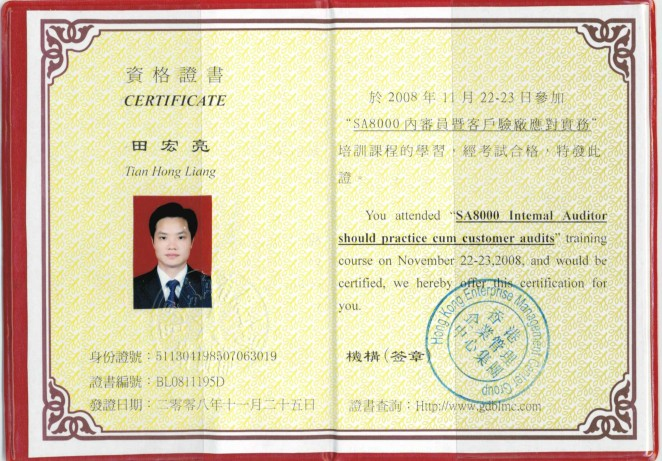 資格證書
CERTIFICATE
田宏亮
Tian Hong Liang
身份證號：511304198507063019
證書編號：BL0811195D
發證日期：二零零八年十一月二十五日
於 2008 年 11 月 22-23 日參加
“SA8000 內審員暨客戶驗廠應對實務”
培訓課程的學習，經考試合格，特發此
證。
You attended “SA8000 Internal Auditor
should practice cum customer audits” training
course on November 22-23,2008, and would be
certified, we hereby offer this certification for
you.
機構(签章)
Hong Kong Enterprise Management Center Group
香港
企業管理
中心集團
證書查詢：Http://www.gdblmc.com